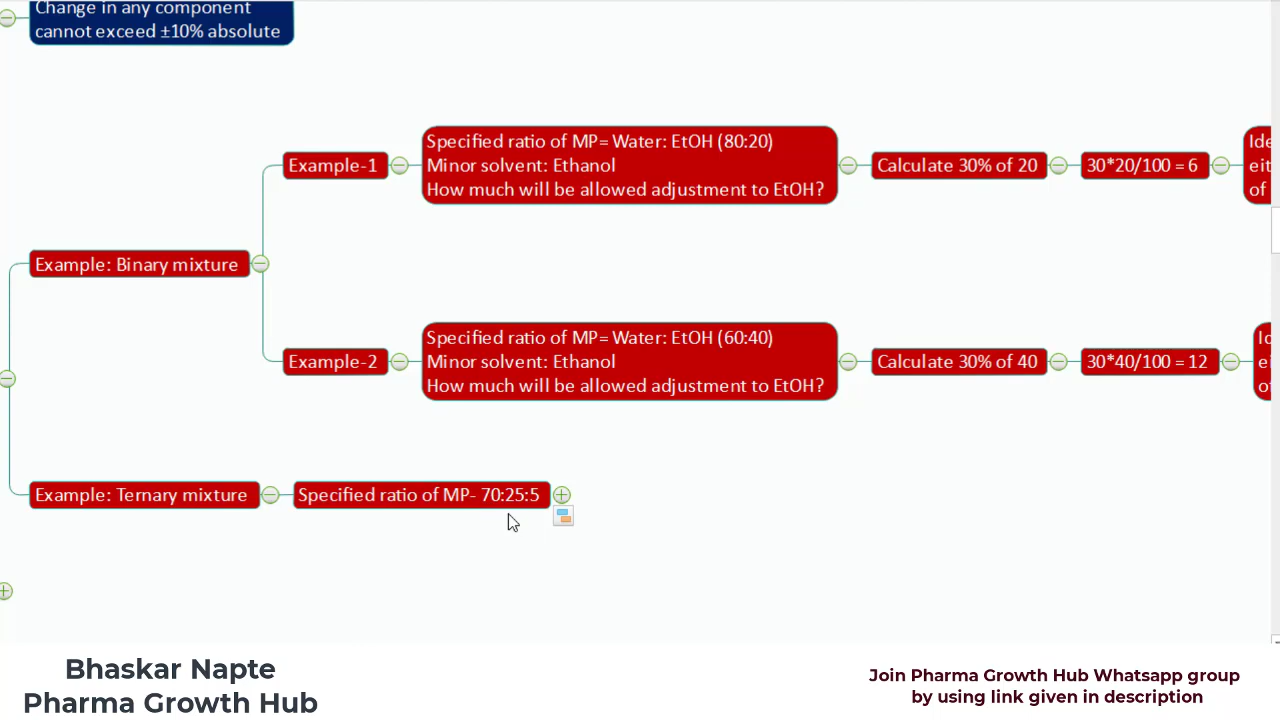 Change in any component
cannot exceed ±10% absolute
Example: Binary mixture
Example-1
Specified ratio of MP= Water: EtOH (80:20)
Minor solvent: Ethanol
How much will be allowed adjustment to EtOH?
Calculate 30% of 20
30*20/100 = 6
Example-2
Specified ratio of MP= Water: EtOH (60:40)
Minor solvent: Ethanol
How much will be allowed adjustment to EtOH?
Calculate 30% of 40
30*40/100 = 12
Example: Ternary mixture
Specified ratio of MP- 70:25:5
Bhaskar Napte
Pharma Growth Hub
Join Pharma Growth Hub Whatsapp group
by using link given in description